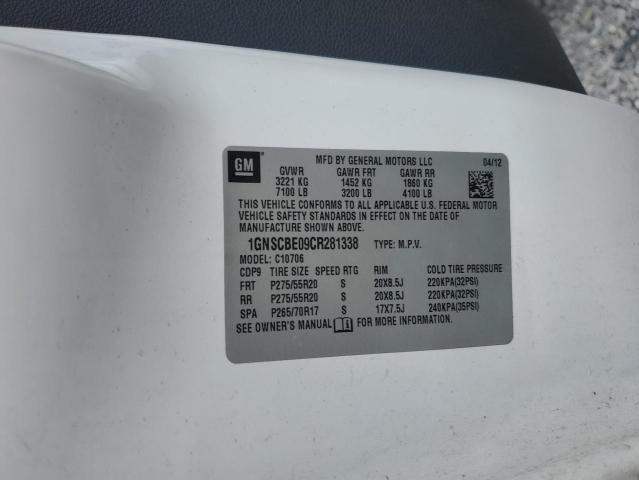 GM
MFD BY GENERAL MOTORS LLC 04/12
GVWR GAWR FRT GAWR RR
3221 KG 1452 KG 1860 KG
7100 LB 3200 LB 4100 LB
THIS VEHICLE CONFORMS TO ALL APPLICABLE U.S. FEDERAL MOTOR
VEHICLE SAFETY STANDARDS IN EFFECT ON THE DATE OF
MANUFACTURE SHOWN ABOVE.
1GNSCBE09CR281338 TYPE: M.P.V.
MODEL: C10706
CDP9 TIRE SIZE SPEED RTG RIM COLD TIRE PRESSURE
FRT P275/55R20 S 20X8.5J 220KPA(32PSI)
RR P275/55R20 S 20X8.5J 220KPA(32PSI)
SPA P265/70R17 S 17X7.5J 240KPA(35PSI)
SEE OWNER'S MANUAL FOR MORE INFORMATION.